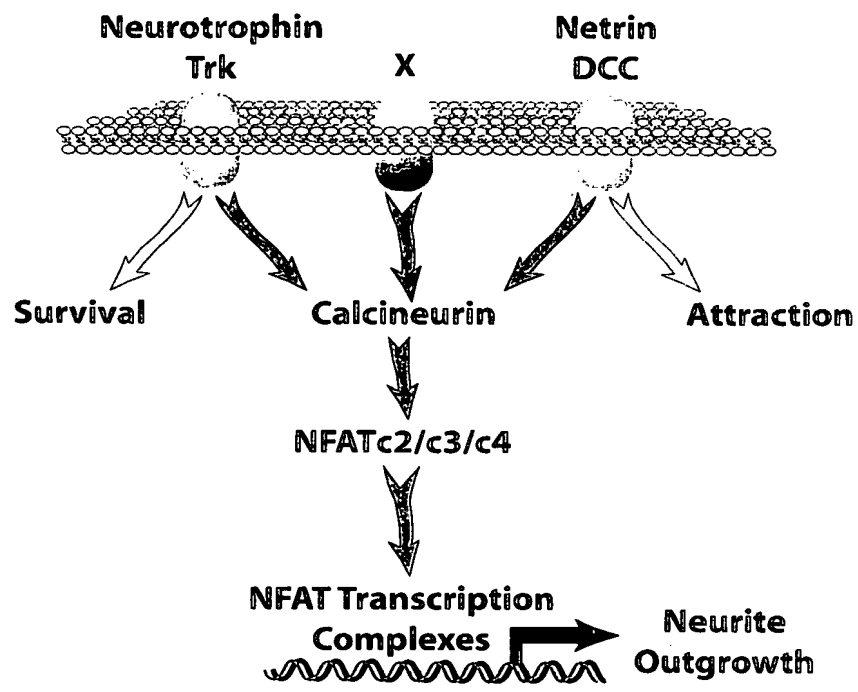 Neurotrophin
Trk
X
Netrin
DCC
Survival
Calcineurin
Attraction
NFATc2/c3/c4
NFAT Transcription
Complexes
Neurite
Outgrowth